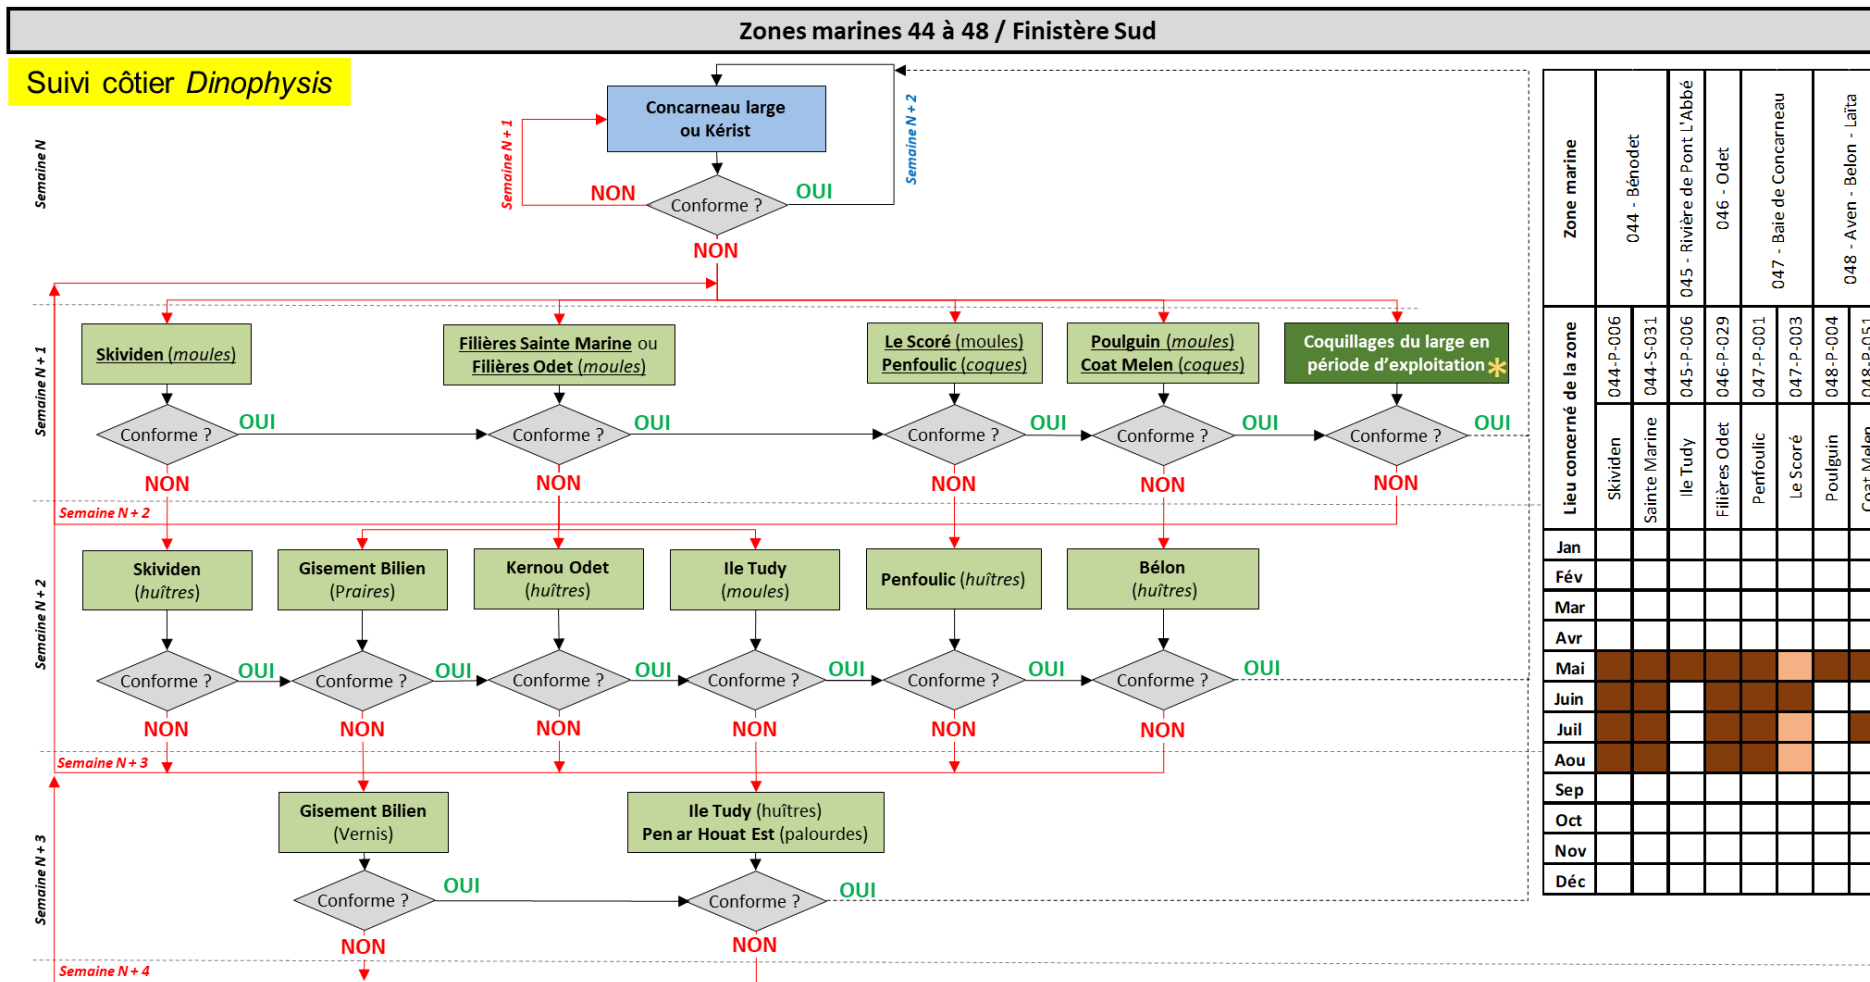 Zones marines 44 à 48 / Finistère Sud
Suivi côtier Dinophysis
Semaine N
Concarneau large
ou Kérist
Semaine N + 1
Semaine N + 2
NON
Conforme ?
OUI
NON
Semaine N + 1
Skividen (moules)
Filières Sainte Marine ou
Filières Odet (moules)
Le Scoré (moules)
Penfoulic (coques)
Poulguin (moules)
Coat Melen (coques)
Coquillages du large en
période d'exploitation *
Conforme ?
OUI
Conforme ?
OUI
Conforme ?
OUI
Conforme ?
OUI
Conforme ?
OUI
NON
NON
NON
NON
NON
Semaine N + 2
Semaine N + 2
Skividen
(huîtres)
Gisement Bilien
(Praires)
Kernou Odet
(huîtres)
Ile Tudy
(moules)
Penfoulic (huîtres)
Bélon
(huîtres)
Conforme ?
OUI
Conforme ?
OUI
Conforme ?
OUI
Conforme ?
OUI
Conforme ?
OUI
Conforme ?
OUI
NON
NON
NON
NON
NON
NON
Semaine N + 3
Semaine N + 3
Gisement Bilien
(Vernis)
Ile Tudy (huîtres)
Pen ar Houat Est (palourdes)
Conforme ?
OUI
Conforme ?
OUI
NON
NON
Semaine N + 4
Zone marine
044 - Bénodet
045 - Rivière de Pont L'Abbé
046 - Odet
047 - Baie de Concarneau
048 - Aven - Belon - Laïta
Lieu concerné de la zone
044-P-006
044-S-031
045-P-006
046-P-029
047-P-001
047-P-003
048-P-004
048-P-051
Skividen
Sainte Marine
Ile Tudy
Filières Odet
Penfoulic
Le Scoré
Poulguin
Coat Melen
Jan
Fév
Mar
Avr
Mai
Juin
Juil
Aou
Sep
Oct
Nov
Déc